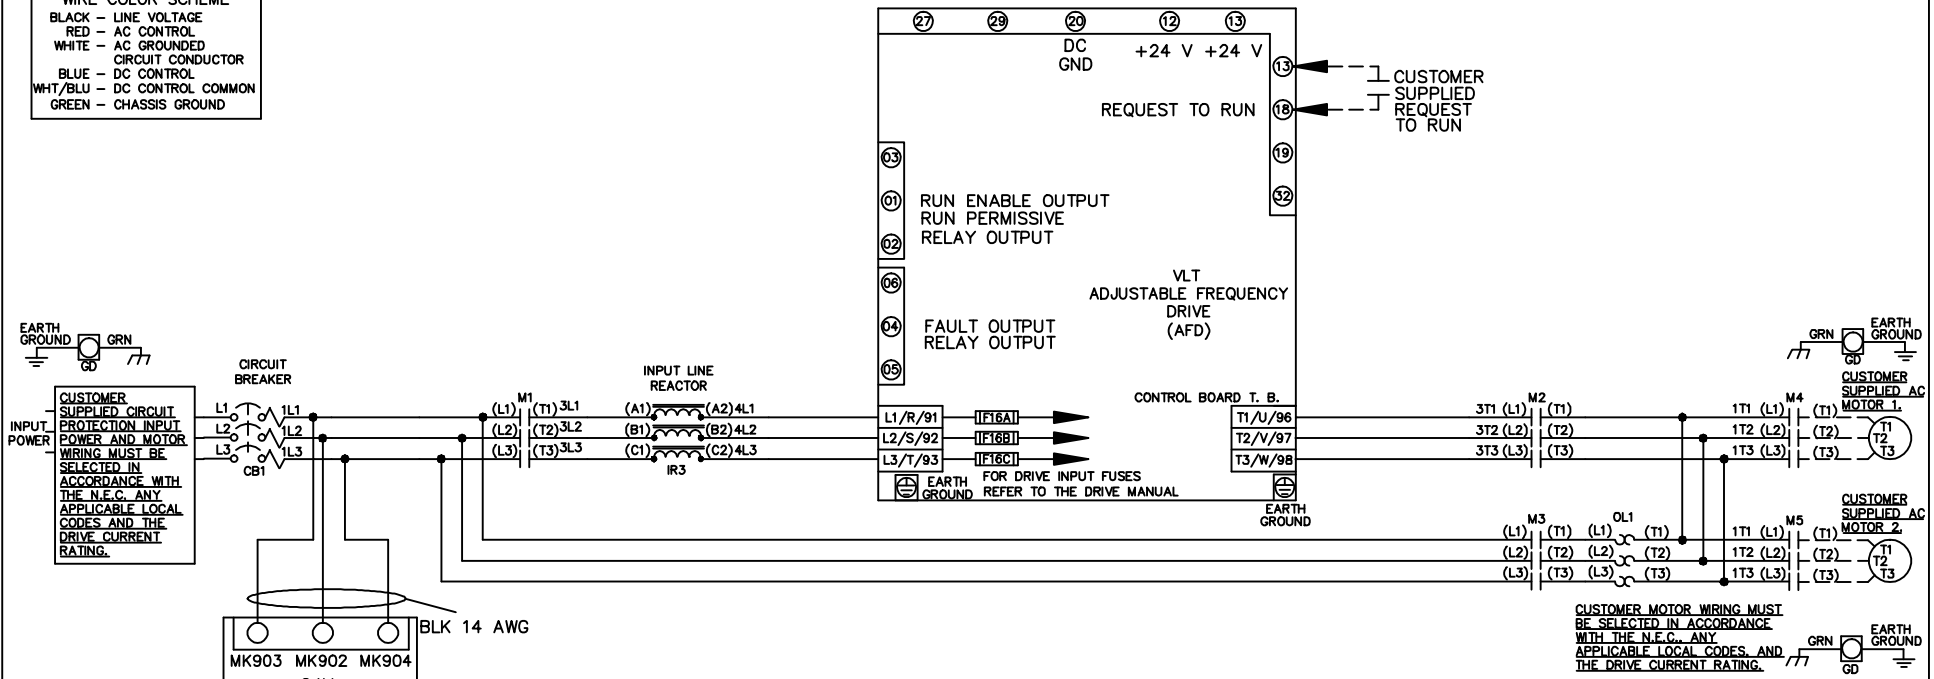 WIRE COLOR SCHEME
BLACK – LINE VOLTAGE
RED – AC CONTROL
WHITE – AC GROUNDED
CIRCUIT CONDUCTOR
BLUE – DC CONTROL
WHT/BLU – DC CONTROL COMMON
GREEN – CHASSIS GROUND
27 29 20 12 13
DC
GND
+24 V +24 V
13
18
19
32
REQUEST TO RUN
CUSTOMER
SUPPLIED
REQUEST
TO RUN
03
01
02
RUN ENABLE OUTPUT
RUN PERMISSIVE
RELAY OUTPUT
06
04
05
FAULT OUTPUT
RELAY OUTPUT
VLT
ADJUSTABLE FREQUENCY
DRIVE
(AFD)
EARTH
GROUND
GRN
GD
CIRCUIT
BREAKER
INPUT
POWER
CUSTOMER
SUPPLIED CIRCUIT
PROTECTION INPUT
POWER AND MOTOR
WIRING MUST BE
SELECTED IN
ACCORDANCE WITH
THE N.E.C. ANY
APPLICABLE LOCAL
CODES AND THE
DRIVE CURRENT
RATING.
L1 1L1
L2 1L2
L3 1L3
CB1
M1
(L1) (T1) 3L1
(L2) (T2) 3L2
(L3) (T3) 3L3
INPUT LINE
REACTOR
(A1) (A2) 4L1
(B1) (B2) 4L2
(C1) (C2) 4L3
IR3
L1/R/91 F16A
L2/S/92 F16B
L3/T/93 F16C
EARTH
GROUND
FOR DRIVE INPUT FUSES
REFER TO THE DRIVE MANUAL
CONTROL BOARD T. B.
T1/U/96
T2/V/97
T3/W/98
EARTH
GROUND
M2
3T1 (L1) (T1)
3T2 (L2) (T2)
3T3 (L3) (T3)
GRN
GD
EARTH
GROUND
CUSTOMER
SUPPLIED AC
MOTOR 1.
M4
1T1 (L1) (T1)
1T2 (L2) (T2)
1T3 (L3) (T3)
T1
T2
T3
M3
(L1) (T1)
(L2) (T2)
(L3) (T3)
OL1
(L1) (T1)
(L2) (T2)
(L3) (T3)
CUSTOMER
SUPPLIED AC
MOTOR 2.
M5
1T1 (L1) (T1)
1T2 (L2) (T2)
1T3 (L3) (T3)
T1
T2
T3
CUSTOMER MOTOR WIRING MUST
BE SELECTED IN ACCORDANCE
WITH THE N.E.C., ANY
APPLICABLE LOCAL CODES, AND
THE DRIVE CURRENT RATING.
GRN
GD
EARTH
GROUND
BLK 14 AWG
MK903 MK902 MK904